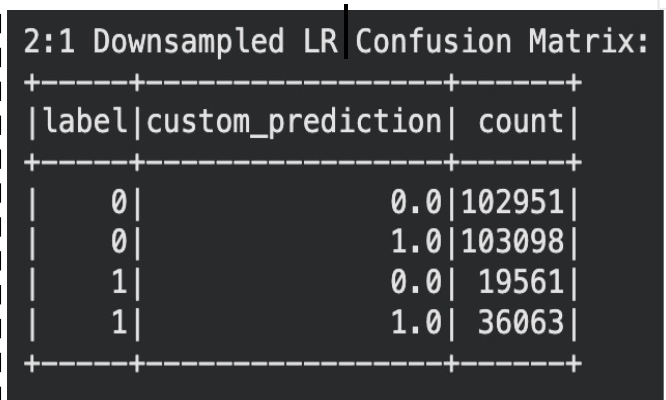 2:1 Downsampled LR Confusion Matrix:
+-----+-----------------+------+
|label|custom_prediction| count|
+-----+-----------------+------+
|    0|              0.0|102951|
|    0|              1.0|103098|
|    1|              0.0| 19561|
|    1|              1.0| 36063|
+-----+-----------------+------+